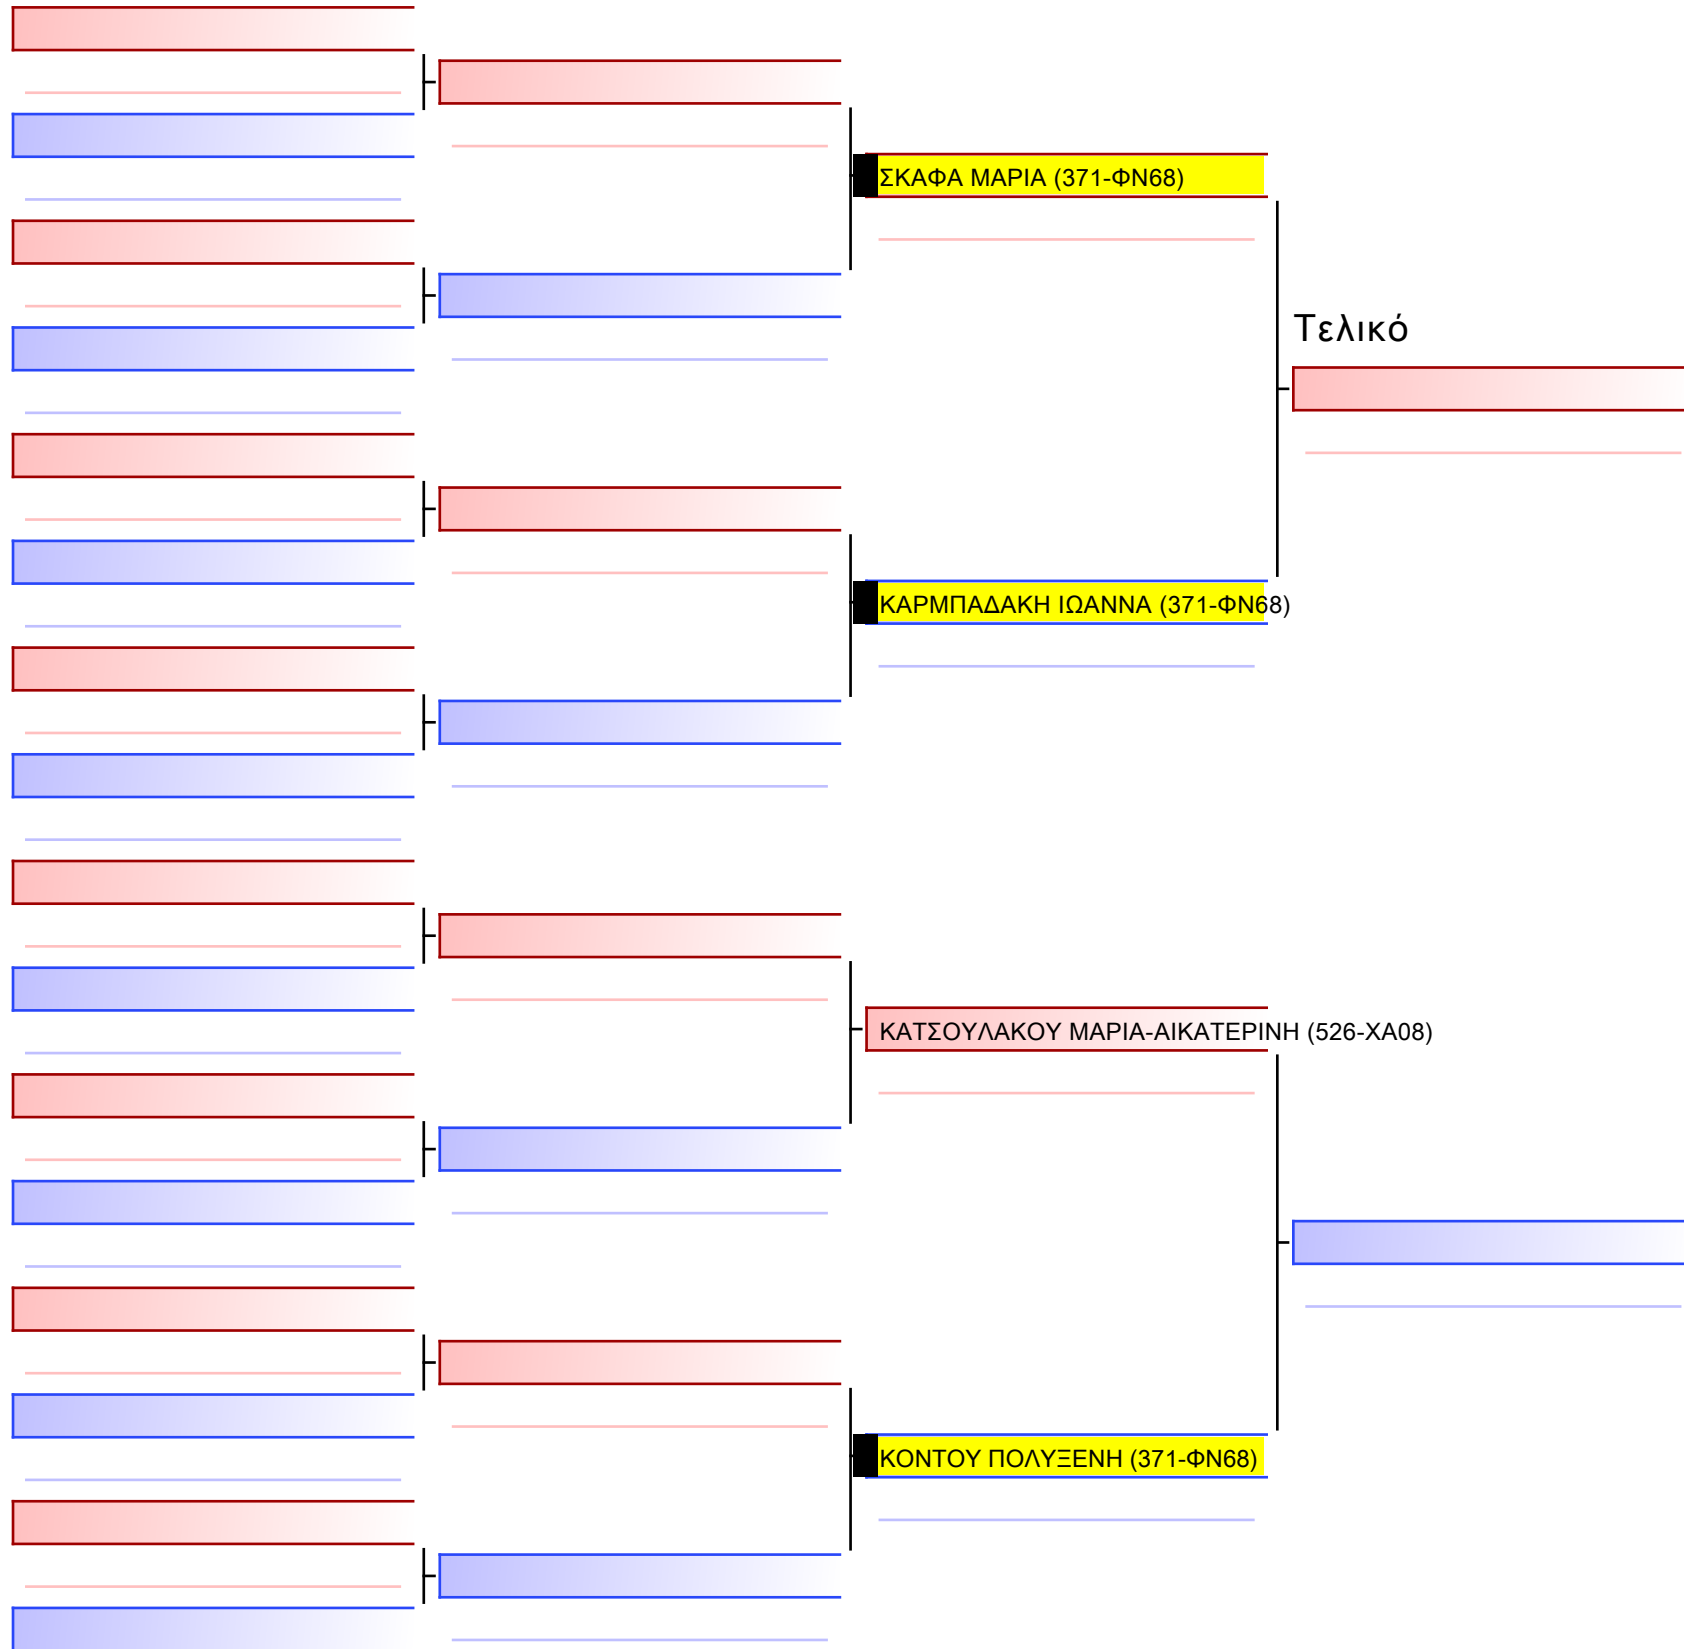 ΣΚΑΦΑ ΜΑΡΙΑ (371-ΦΝ68)
Τελικό
ΚΑΡΜΠΑΔΑΚΗ ΙΩΑΝΝΑ (371-ΦΝ68)
ΚΑΤΣΟΥΛΑΚΟΥ ΜΑΡΙΑ-ΑΙΚΑΤΕΡΙΝΗ (526-ΧΑ08)
ΚΟΝΤΟΥ ΠΟΛΥΞΕΝΗ (371-ΦΝ68)